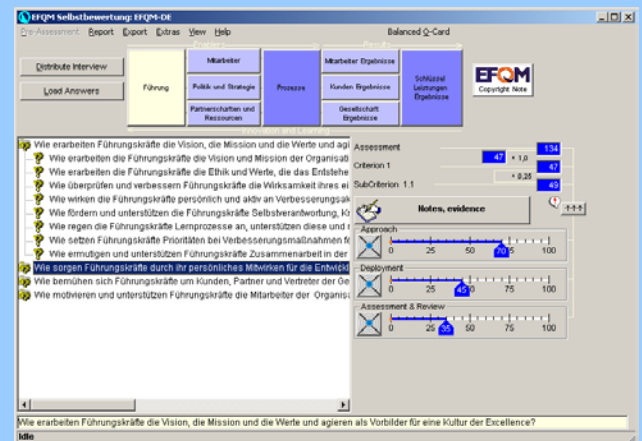 EFQM Selbstbewertung: EFQM-DE
Pre-Assessment Report Export Extras View Help Balanced Q-Card
Enablers Results
Distribute Interview
Load Answers
Führung
Mitarbeiter
Politik und Strategie
Partnerschaften und
Ressourcen
Prozesse
Mitarbeiter Ergebnisse
Kunden Ergebnisse
Gesellschaft
Ergebnisse
Schlüssel
Leistungen
Ergebnisse
EFQM
Copyright Note
Innovation and Learning
Wie erarbeiten Führungskräfte die Vision, die Mission und die Werte und agi
Wie erarbeiten die Führungskräfte die Vision und Mission der Organisati
Wie erarbeiten die Führungskräfte die Ethik und Werte, die das Entstehe
Wie überprüfen und verbessern Führungskräfte die Wirksamkeit ihres ei
Wie wirken die Führungskräfte persönlich und aktiv an Verbesserungsak
Wie fördern und unterstützen die Führungskräfte Selbstverantwortung, Kr
Wie regen die Führungskräfte Lernprozesse an, unterstützen diese und r
Wie setzen Führungskräfte Prioritäten bei Verbesserungsmaßnahmen f
Wie ermutigen und unterstützen Führungskräfte Zusammenarbeit in der
Wie sorgen Führungskräfte durch ihr persönliches Mitwirken für die Entwickl
Wie bemühen sich Führungskräfte um Kunden, Partner und Vertreter der Ge
Wie motivieren und unterstützen Führungskräfte die Mitarbeiter der Organisa
Assessment 134
47 * 1,0
Criterion 1 47
* 0,25
SubCriterion 1.1 49
Notes, evidence
Approach
0 25 50 70 75 100
Deployment
0 25 45 50 75 100
Assessment & Review
0 25 35 50 75 100
Wie erarbeiten Führungskräfte die Vision, die Mission und die Werte und agieren als Vorbilder für eine Kultur der Excellence?
Idle